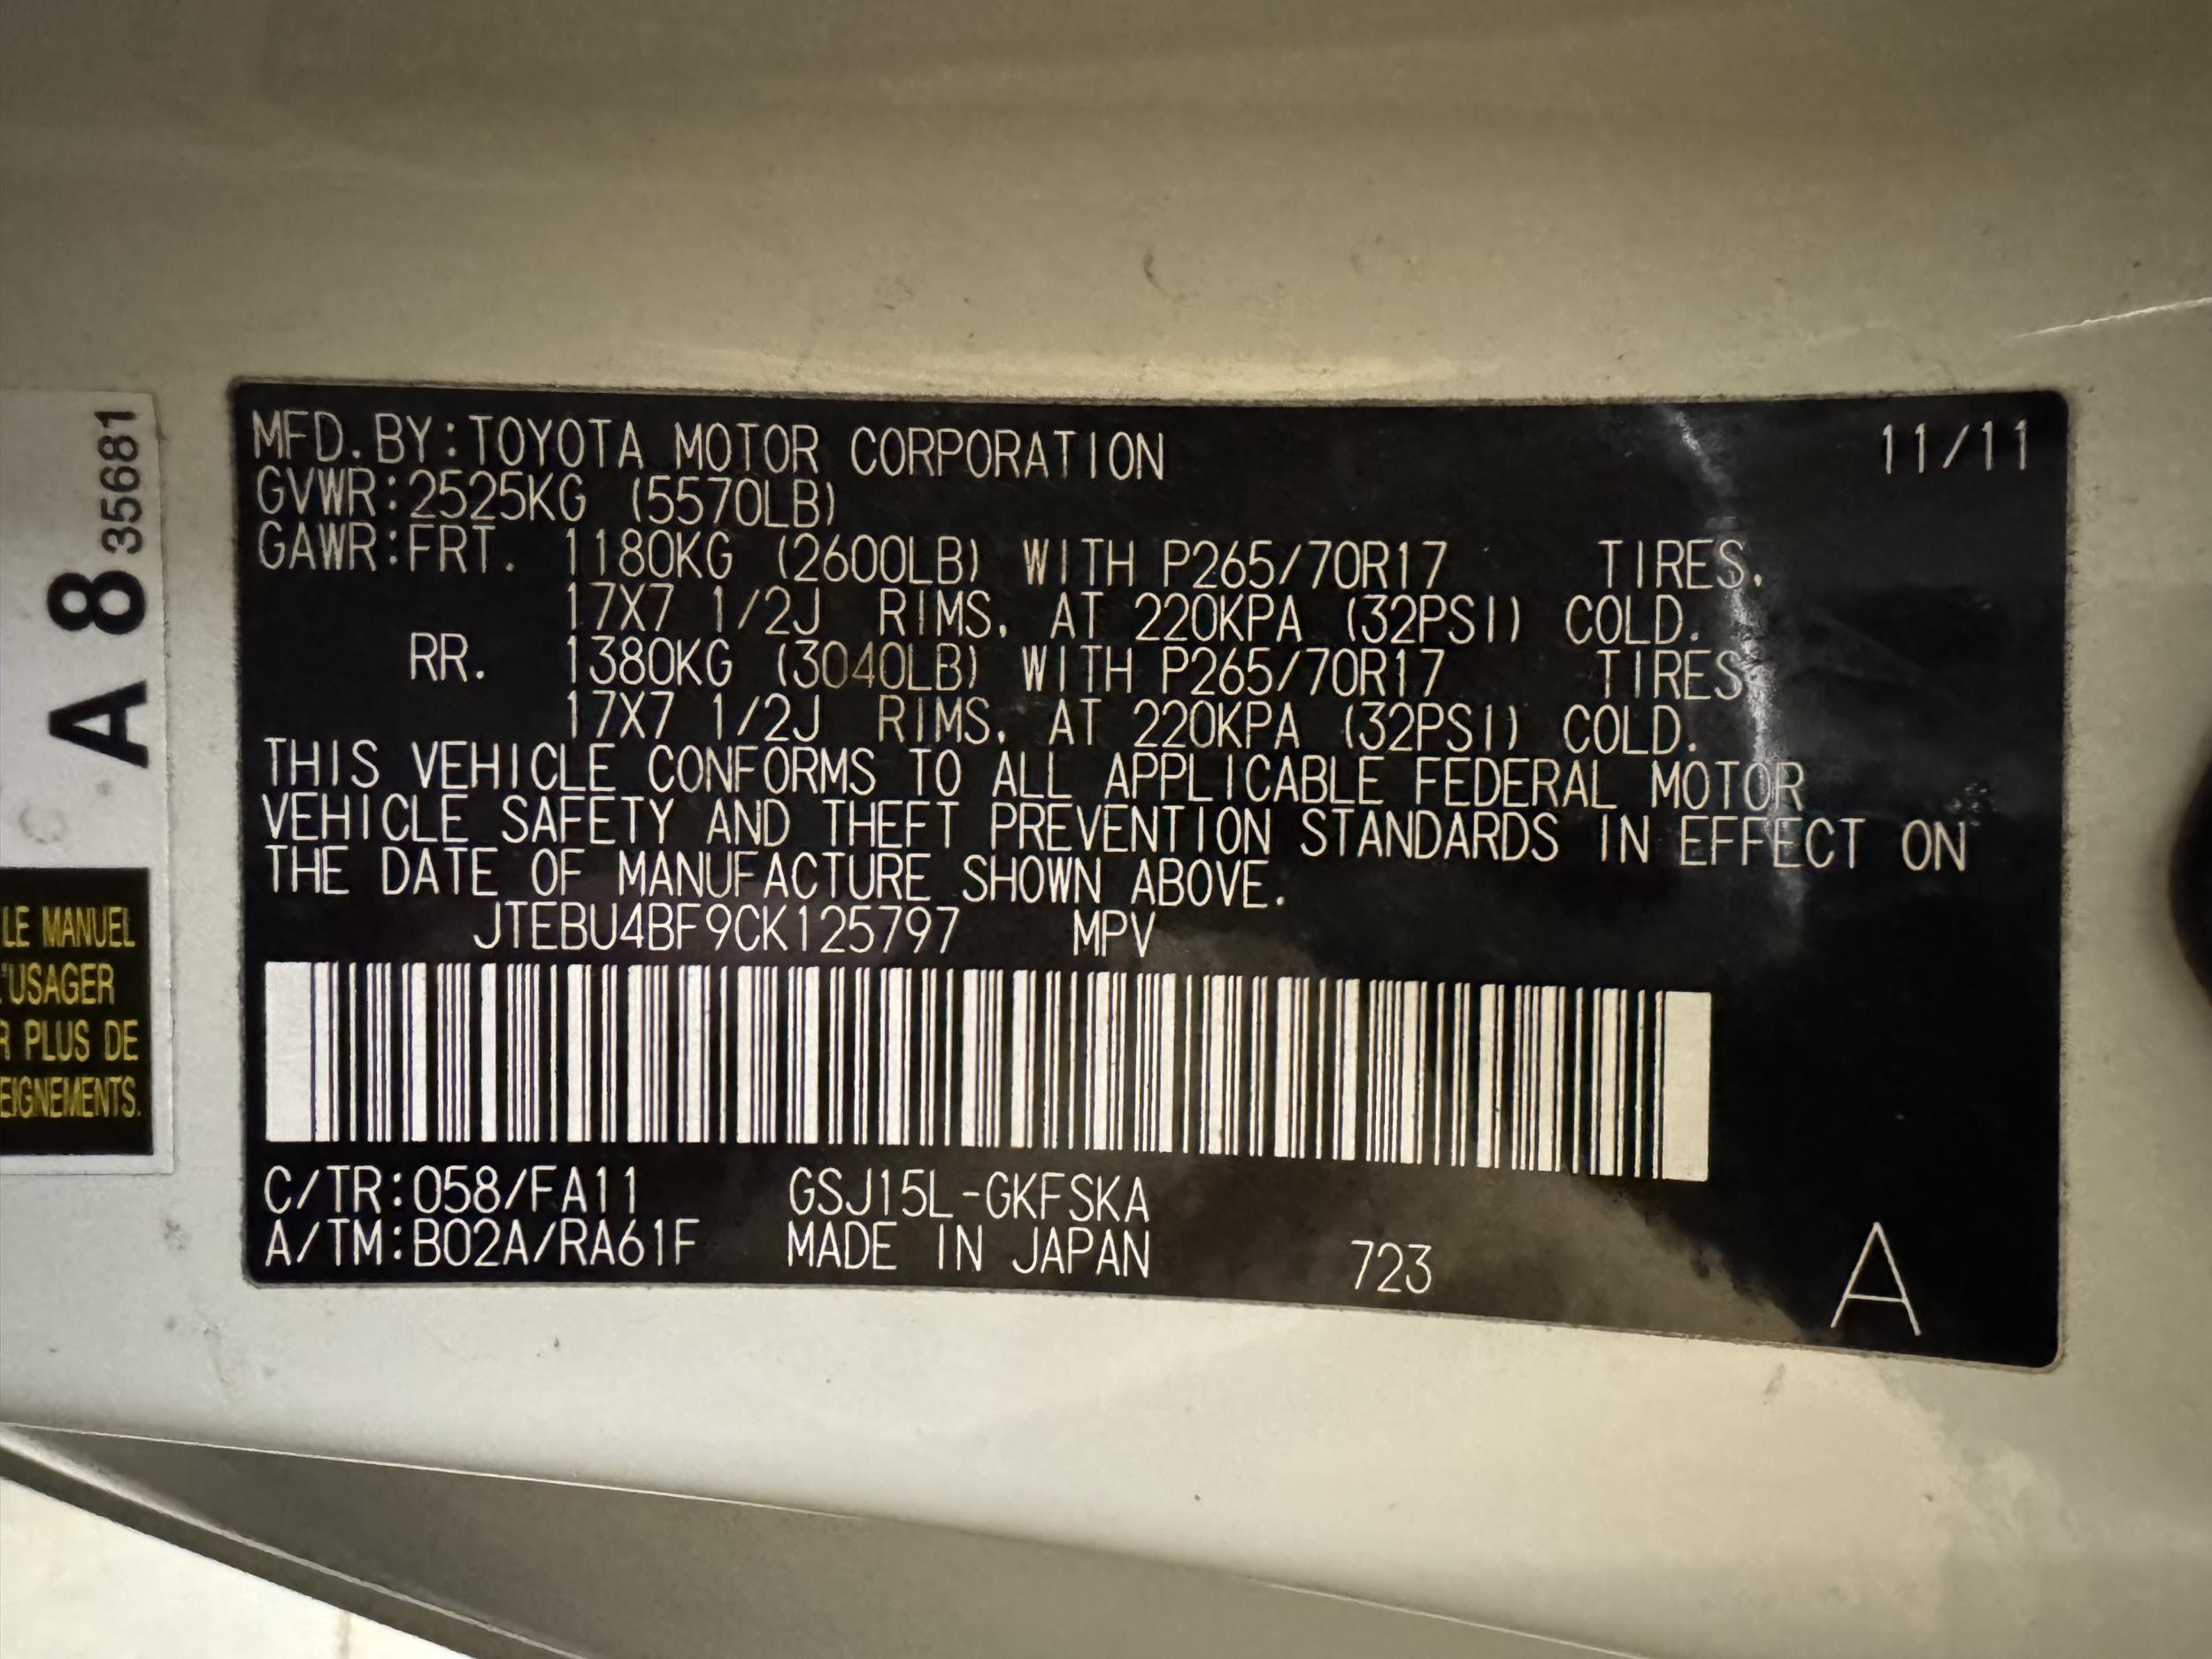 MFD.BY:TOYOTA MOTOR CORPORATION 11/11
GVWR:2525KG (5570LB)
GAWR:FRT. 1180KG (2600LB) WITH P265/70R17 TIRES.
17X7 1/2J RIMS, AT 220KPA (32PSI) COLD.
RR. 1380KG (3040LB) WITH P265/70R17 TIRES,
17X7 1/2J RIMS, AT 220KPA (32PSI) COLD.
THIS VEHICLE CONFORMS TO ALL APPLICABLE FEDERAL MOTOR
VEHICLE SAFETY AND THEFT PREVENTION STANDARDS IN EFFECT ON
THE DATE OF MANUFACTURE SHOWN ABOVE.
JTEBU4BF9CK125797 MPV
C/TR:058/FA11 GSJ15L-GKFSKA
A/TM:B02A/RA61F MADE IN JAPAN 723
A
A 8 35681
LE MANUEL
'USAGER
R PLUS DE
EIGNEMENTS.